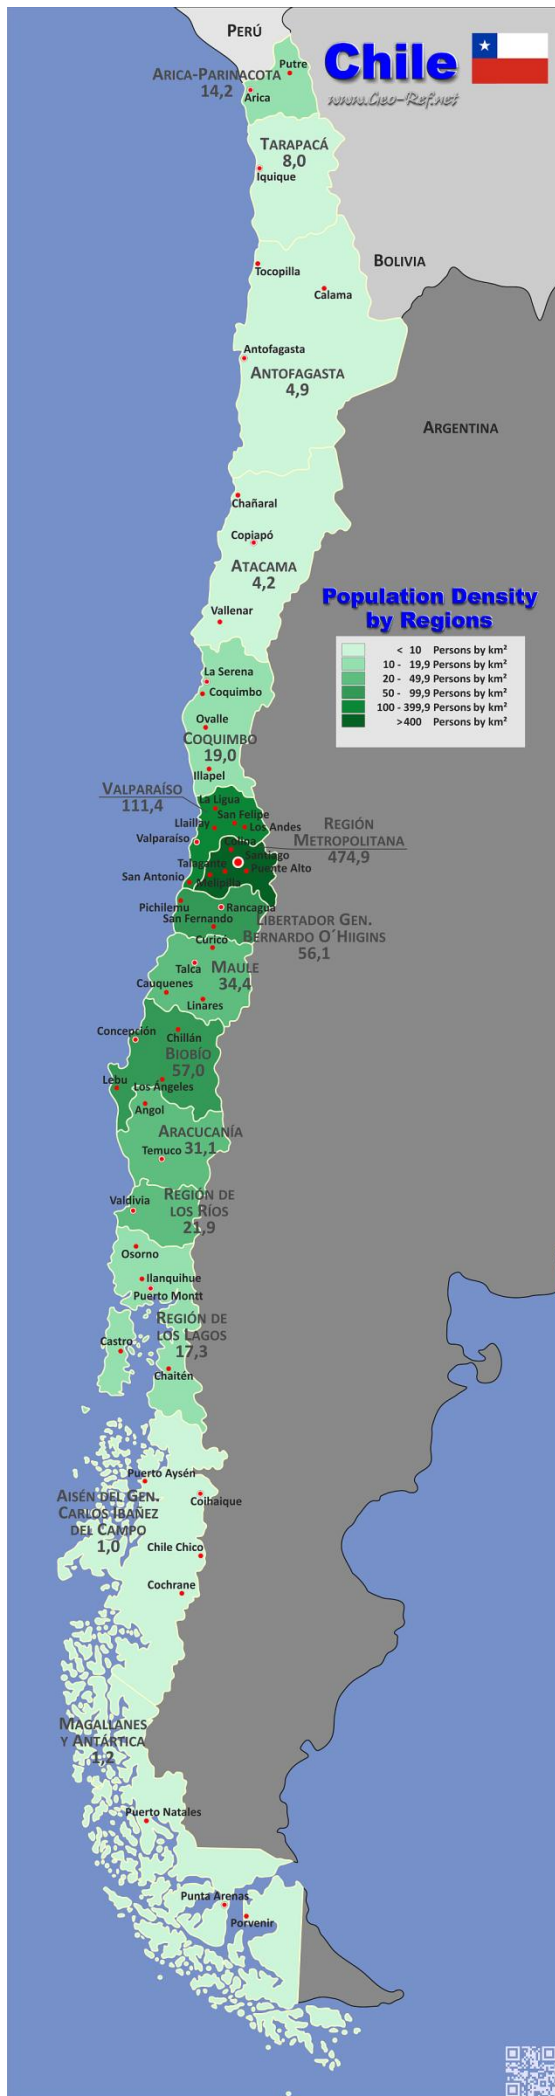 PERÚ
Chile
www.Geo-Ref.net
ARICA-PARINACOTA
14,2
Putre
Arica
TARAPACÁ
8,0
Iquique
BOLIVIA
Tocopilla
Calama
Antofagasta
ANTOFAGASTA
4,9
ARGENTINA
Chañaral
Copiapó
ATACAMA
4,2
Vallenar
Population Density
by Regions
< 10 Persons by km²
10 - 19,9 Persons by km²
20 - 49,9 Persons by km²
50 - 99,9 Persons by km²
100 - 399,9 Persons by km²
>400 Persons by km²
La Serena
Coquimbo
Ovalle
COQUIMBO
19,0
Illapel
VALPARAÍSO
111,4
La Ligua
San Felipe
Llaillay
Los Andes
Valparaíso
Colina
REGIÓN
METROPOLITANA
474,9
Santiago
Talagante
Puente Alto
San Antonio
Melipilla
Pichilemu
Rancagua
San Fernando
LIBERTADOR GEN.
BERNARDO O´HIIGINS
56,1
Curicó
Talca
MAULE
34,4
Cauquenes
Linares
Concepción
Chillán
BIOBÍO
57,0
Lebu
Los Ángeles
Angol
ARACUCANÍA
31,1
Temuco
Valdivia
REGIÓN DE
LOS RÍOS
21,9
Osorno
Ilanquihue
Puerto Montt
REGIÓN DE
LOS LAGOS
17,3
Castro
Chaitén
Puerto Aysén
AISÉN DEL GEN.
CARLOS IBAÑEZ
DEL CAMPO
1,0
Coihaique
Chile Chico
Cochrane
MAGALLANES
Y ANTÁRTICA
1,2
Puerto Natales
Punta Arenas
Porvenir